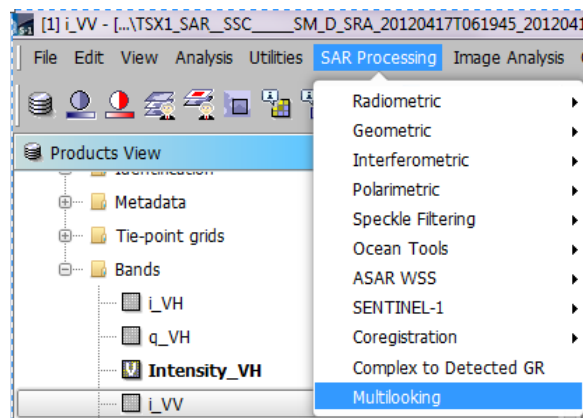 [1] i_VV - [...\TSX1_SAR__SSC______SM_D_SRA_20120417T061945_201204
File Edit View Analysis Utilities SAR Processing Image Analysis
Products View
Identification
Metadata
Tie-point grids
Bands
i_VH
q_VH
Intensity_VH
i_VV
Radiometric
Geometric
Interferometric
Polarimetric
Speckle Filtering
Ocean Tools
ASAR WSS
SENTINEL-1
Coregistration
Complex to Detected GR
Multilooking